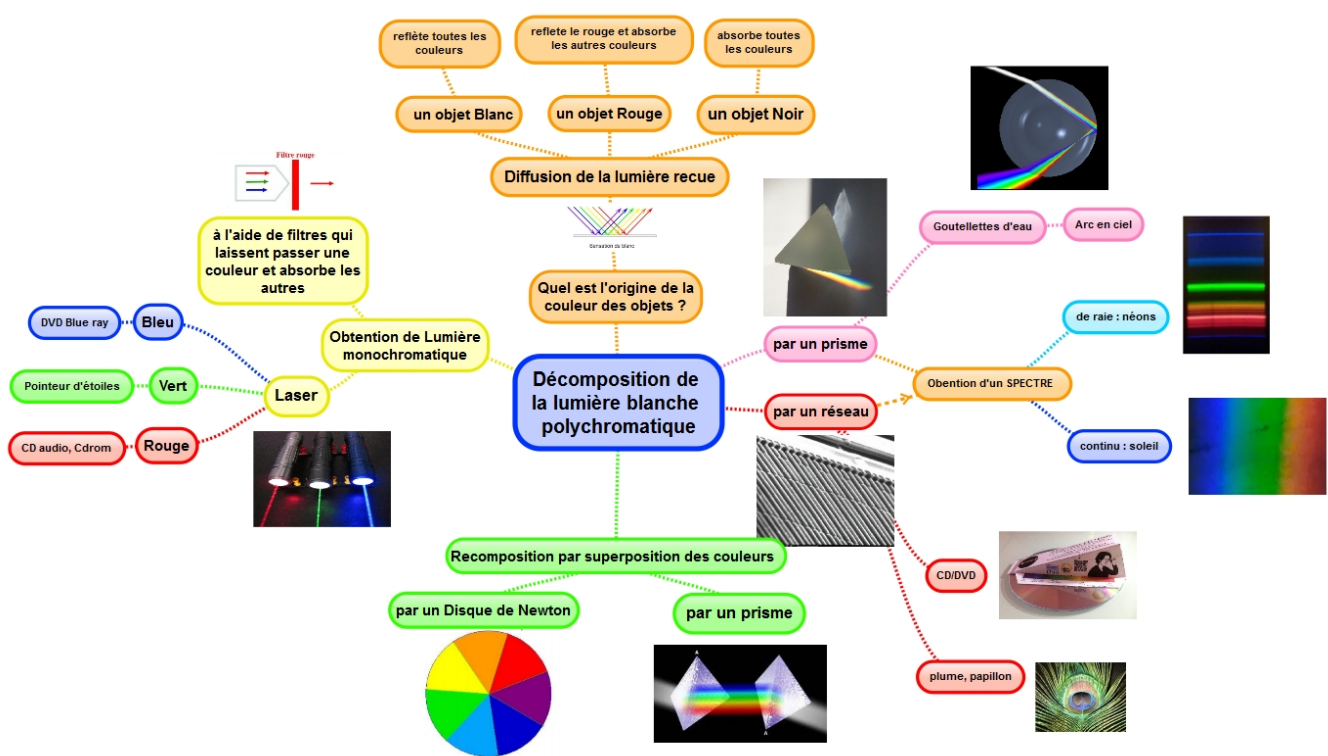 reflète toutes les
couleurs
reflete le rouge et absorbe
les autres couleurs
absorbe toutes
les couleurs
un objet Blanc
un objet Rouge
un objet Noir
Diffusion de la lumière recue
Quel est l'origine de la
couleur des objets ?
Filtre rouge
à l'aide de filtres qui
laissent passer une
couleur et absorbe les
autres
Obtention de Lumière
monochromatique
DVD Blue ray
Bleu
Pointeur d'étoiles
Vert
Laser
CD audio, Cdrom
Rouge
Décomposition de
la lumière blanche
polychromatique
par un prisme
Goutellettes d'eau
Arc en ciel
par un réseau
Obention d'un SPECTRE
de raie : néons
continu : soleil
CD/DVD
plume, papillon
Recomposition par superposition des couleurs
par un Disque de Newton
par un prisme
A
A